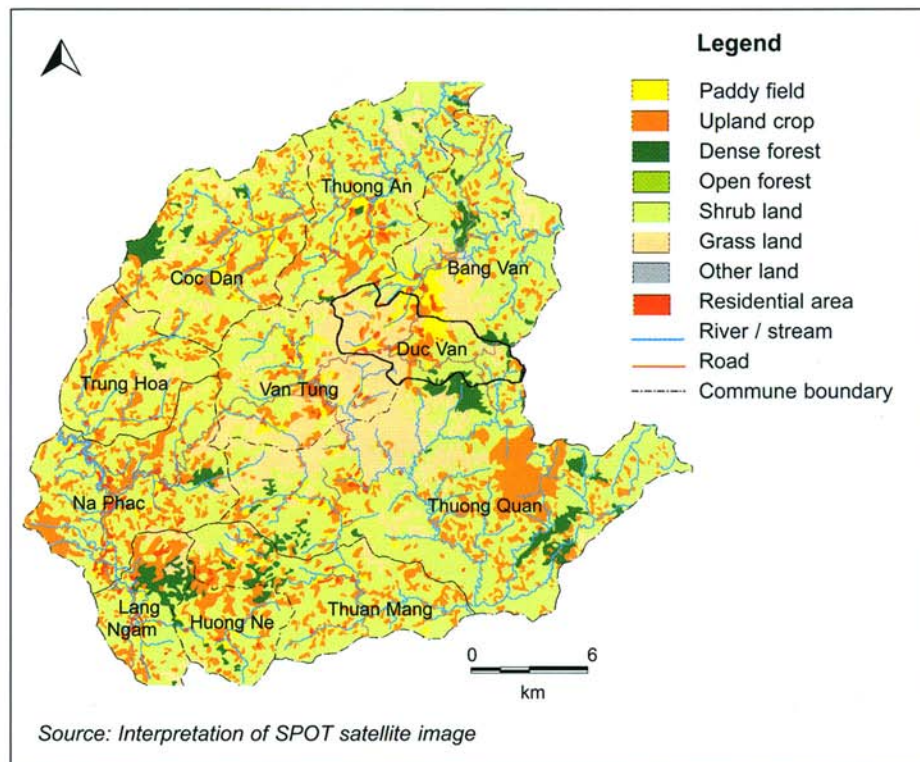 Legend
Paddy field
Upland crop
Dense forest
Open forest
Shrub land
Grass land
Other land
Residential area
River / stream
Road
Commune boundary
Thuong An
Bang Van
Coc Dan
Duc Van
Trung Hoa
Van Tung
Na Phac
Thuong Quan
Lang
Ngam
Huong Ne
Thuan Mang
0 6
km
Source: Interpretation of SPOT satellite image